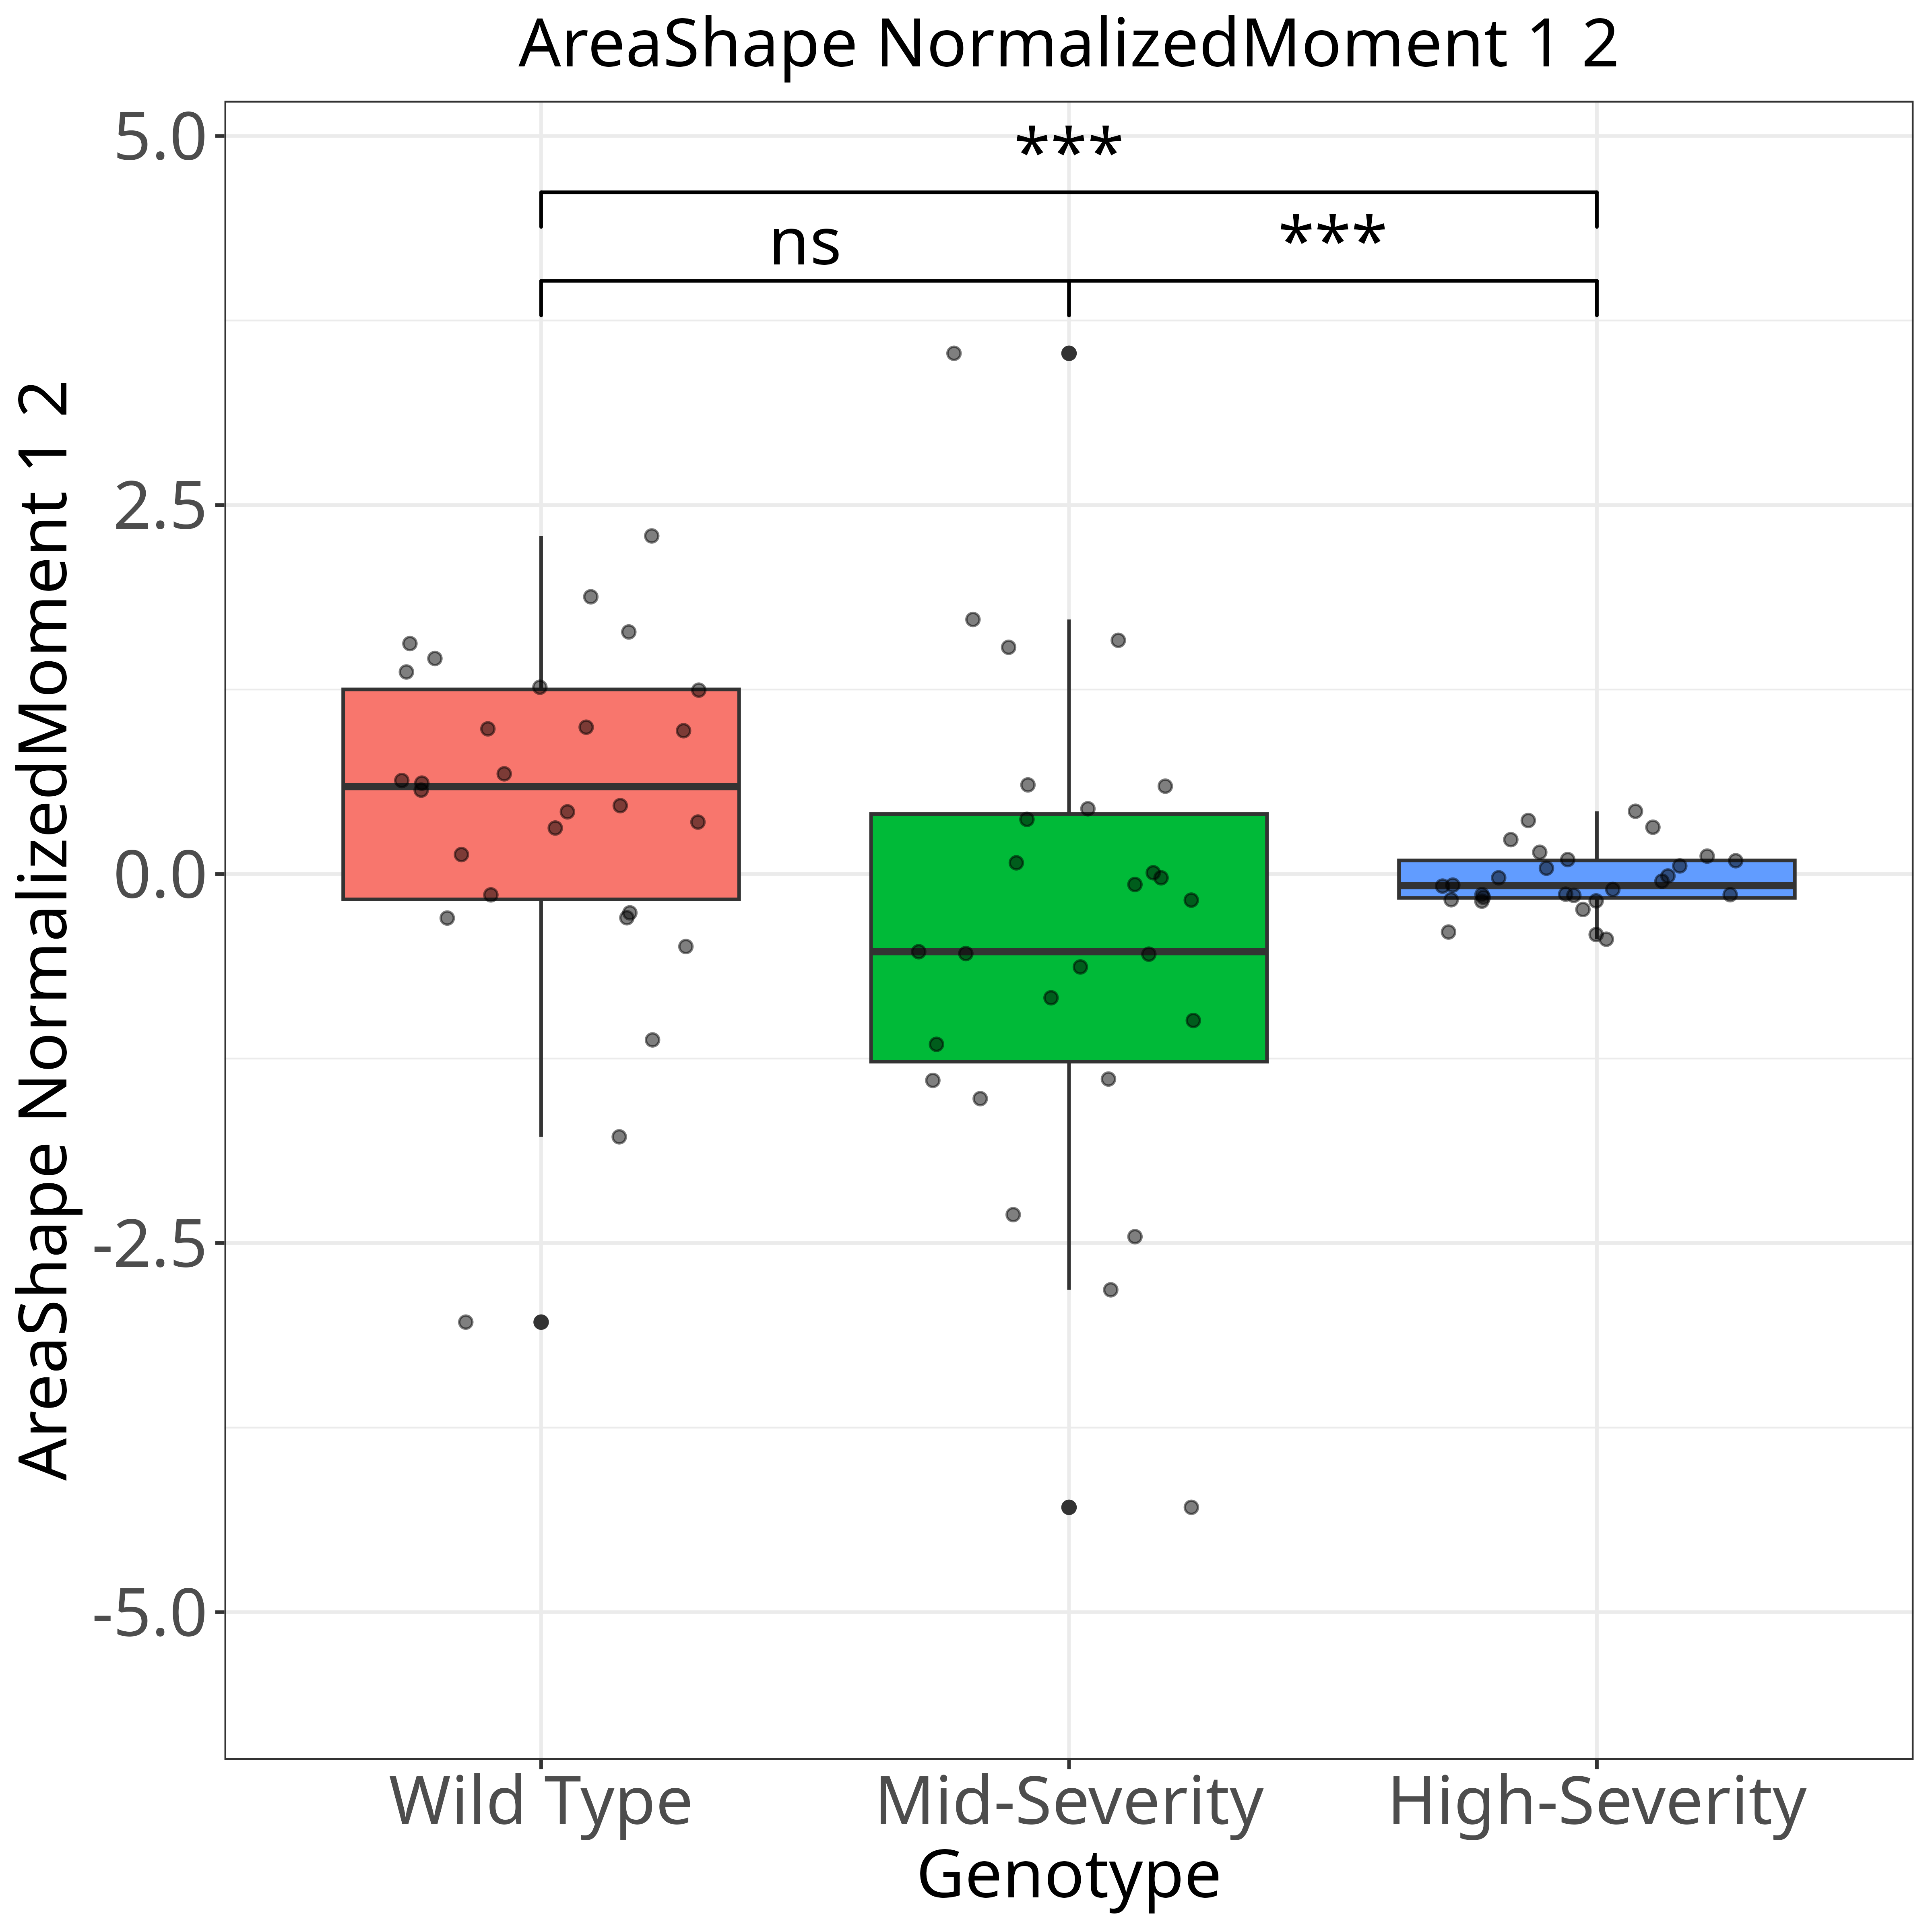 AreaShape NormalizedMoment 1 2
AreaShape NormalizedMoment 1 2
5.0
2.5
0.0
-2.5
-5.0
***
ns
***
Wild Type
Mid-Severity
High-Severity
Genotype